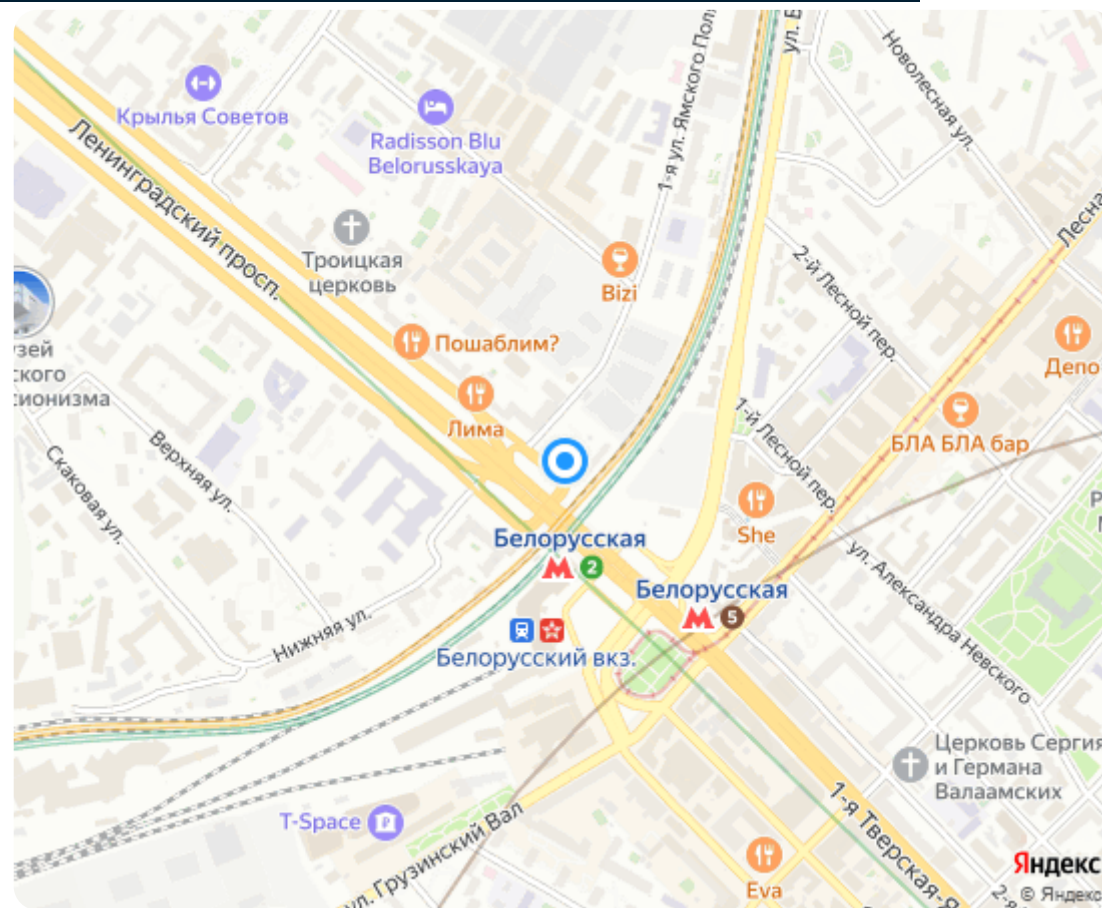 ул. Б
Новолесная ул.
1-я ул. Ямского Пол
Крылья Советов
Radisson Blu
Belorusskaya
Ленинградский просп.
Лесна
Троицкая
церковь
Bizi
2-й Лесной пер.
узей
ского
сионизма
Пошаблим?
Депо
Лима
1-й Лесной пер.
БЛА БЛА бар
Верхняя ул.
Скаковая ул.
She
Р
Белорусская
М 2
ул. Александра Невского
Белорусская
М 5
Нижняя ул.
Белорусский вкз.
Церковь Сергия
и Германа
Валаамских
T-Space
ул. Грузинский Вал
1-я Тверская-Я
Eva
Яндекс
2-я
© Яндекс